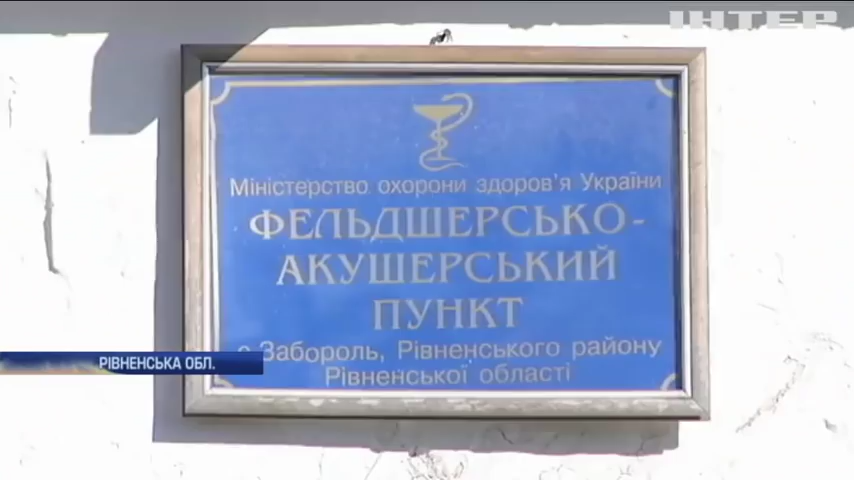 ІНТЕР
Міністерство охорони здоров'я України
ФЕЛЬДШЕРСЬКО-
АКУШЕРСЬКИЙ
ПУНКТ
с Забороль, Рівненського району
Рівненської області
РІВНЕНСЬКА ОБЛ.